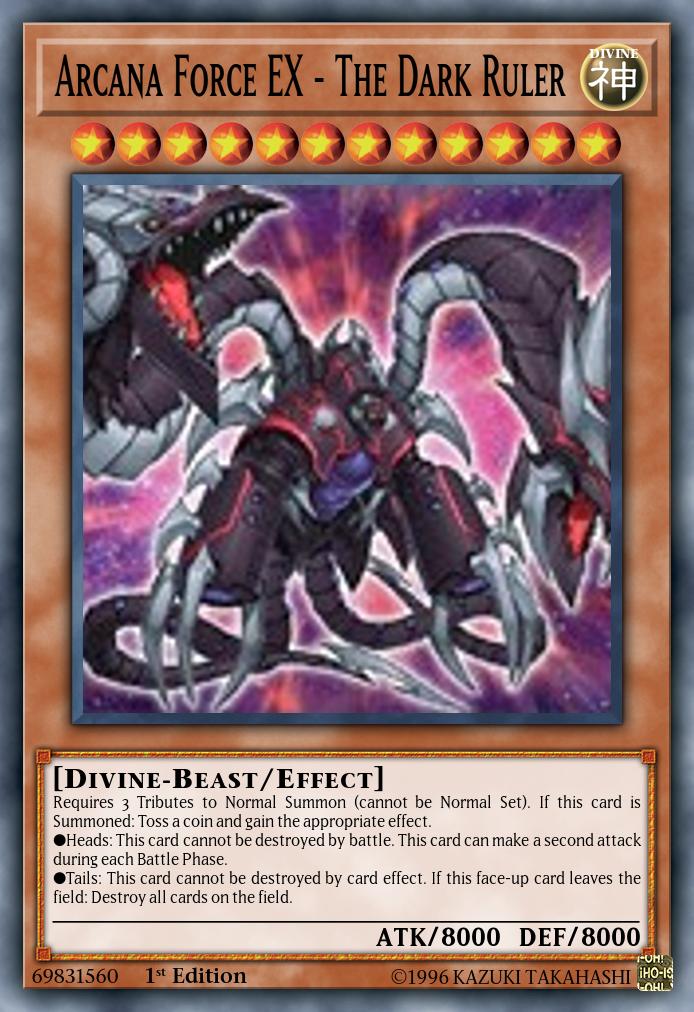 ARCANA FORCE EX - THE DARK RULER
DIVINE
神
[DIVINE-BEAST/EFFECT]
Requires 3 Tributes to Normal Summon (cannot be Normal Set). If this card is
Summoned: Toss a coin and gain the appropriate effect.
●Heads: This card cannot be destroyed by battle. This card can make a second attack
during each Battle Phase.
●Tails: This card cannot be destroyed by card effect. If this face-up card leaves the
field: Destroy all cards on the field.
ATK/8000 DEF/8000
69831560 1st Edition ©1996 KAZUKI TAKAHASHI